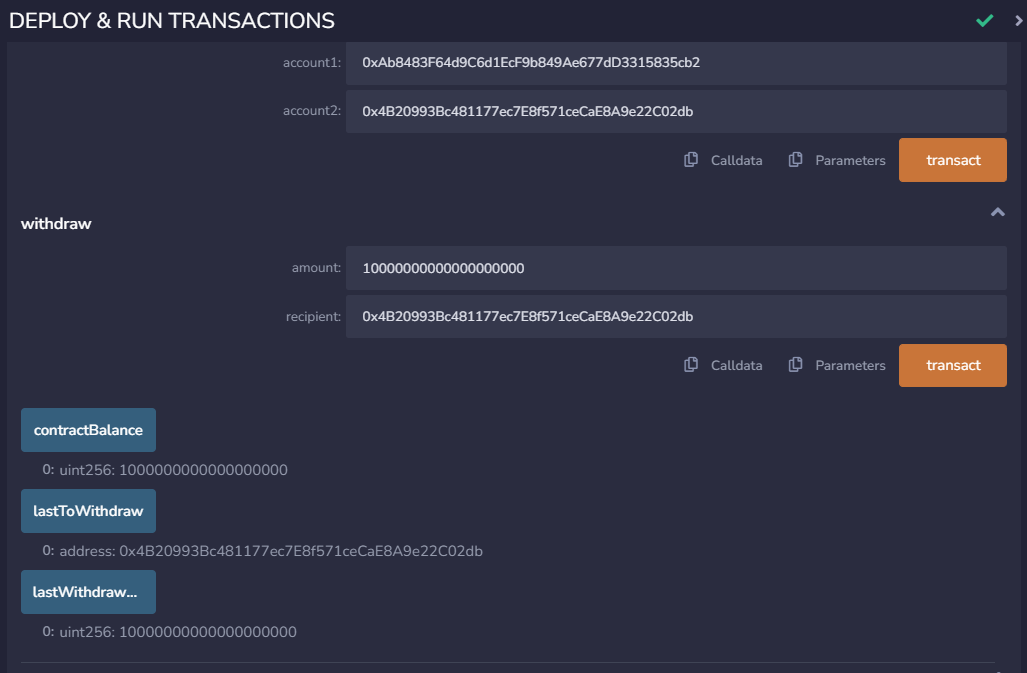 DEPLOY & RUN TRANSACTIONS
account1: 0xAb8483F64d9C6d1EcF9b849Ae677dD3315835cb2
account2: 0x4B20993Bc481177ec7E8f571ceCaE8A9e22C02db
Calldata Parameters transact
withdraw
amount: 10000000000000000000
recipient: 0x4B20993Bc481177ec7E8f571ceCaE8A9e22C02db
Calldata Parameters transact
contractBalance
0: uint256: 1000000000000000000
lastToWithdraw
0: address: 0x4B20993Bc481177ec7E8f571ceCaE8A9e22C02db
lastWithdraw...
0: uint256: 10000000000000000000